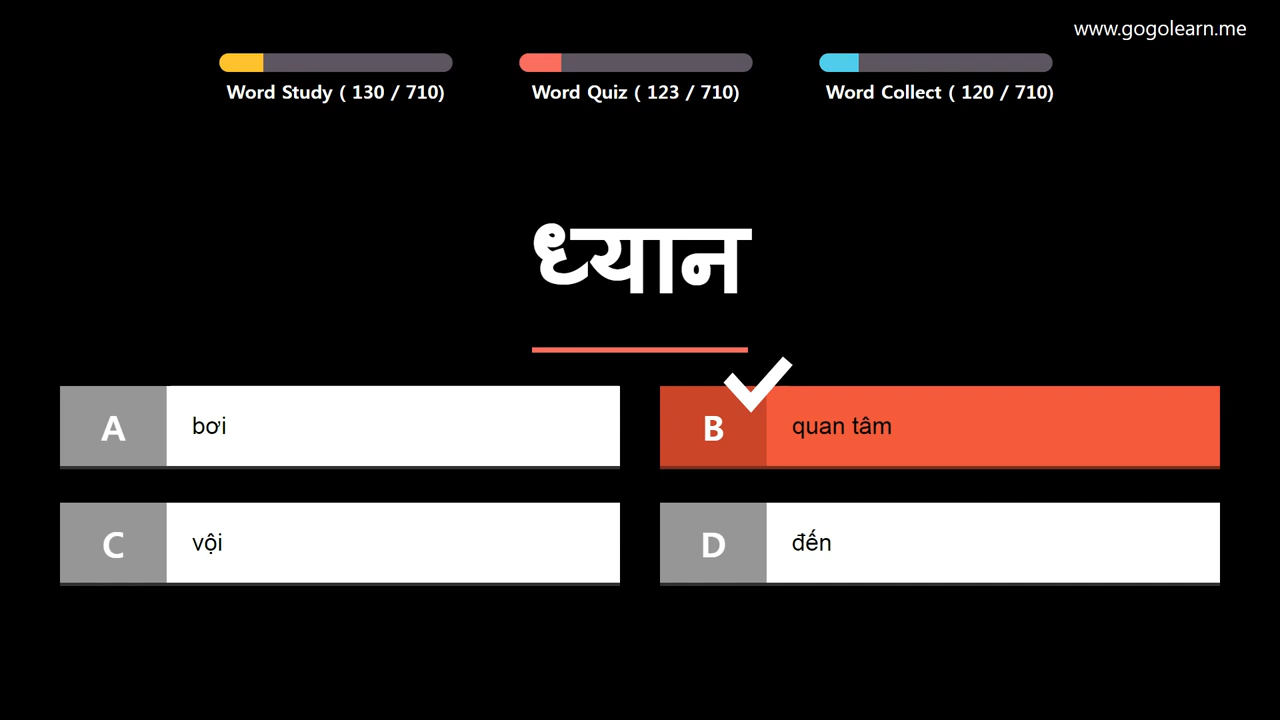 www.gogolearn.me
Word Study ( 130 / 710)
Word Quiz ( 123 / 710)
Word Collect ( 120 / 710)
ध्यान
A bơi
B quan tâm
C vội
D đến